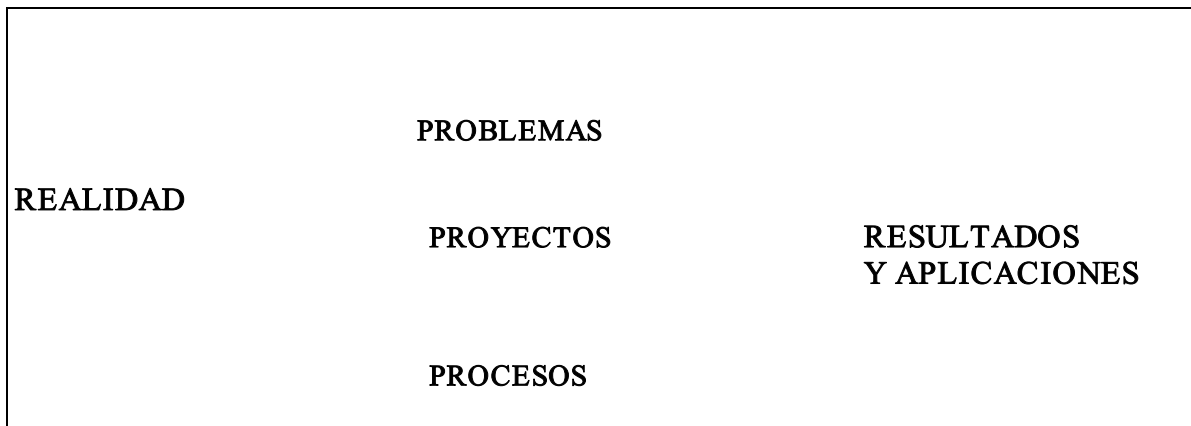 PROBLEMAS
REALIDAD
PROYECTOS
RESULTADOS
Y APLICACIONES
PROCESOS